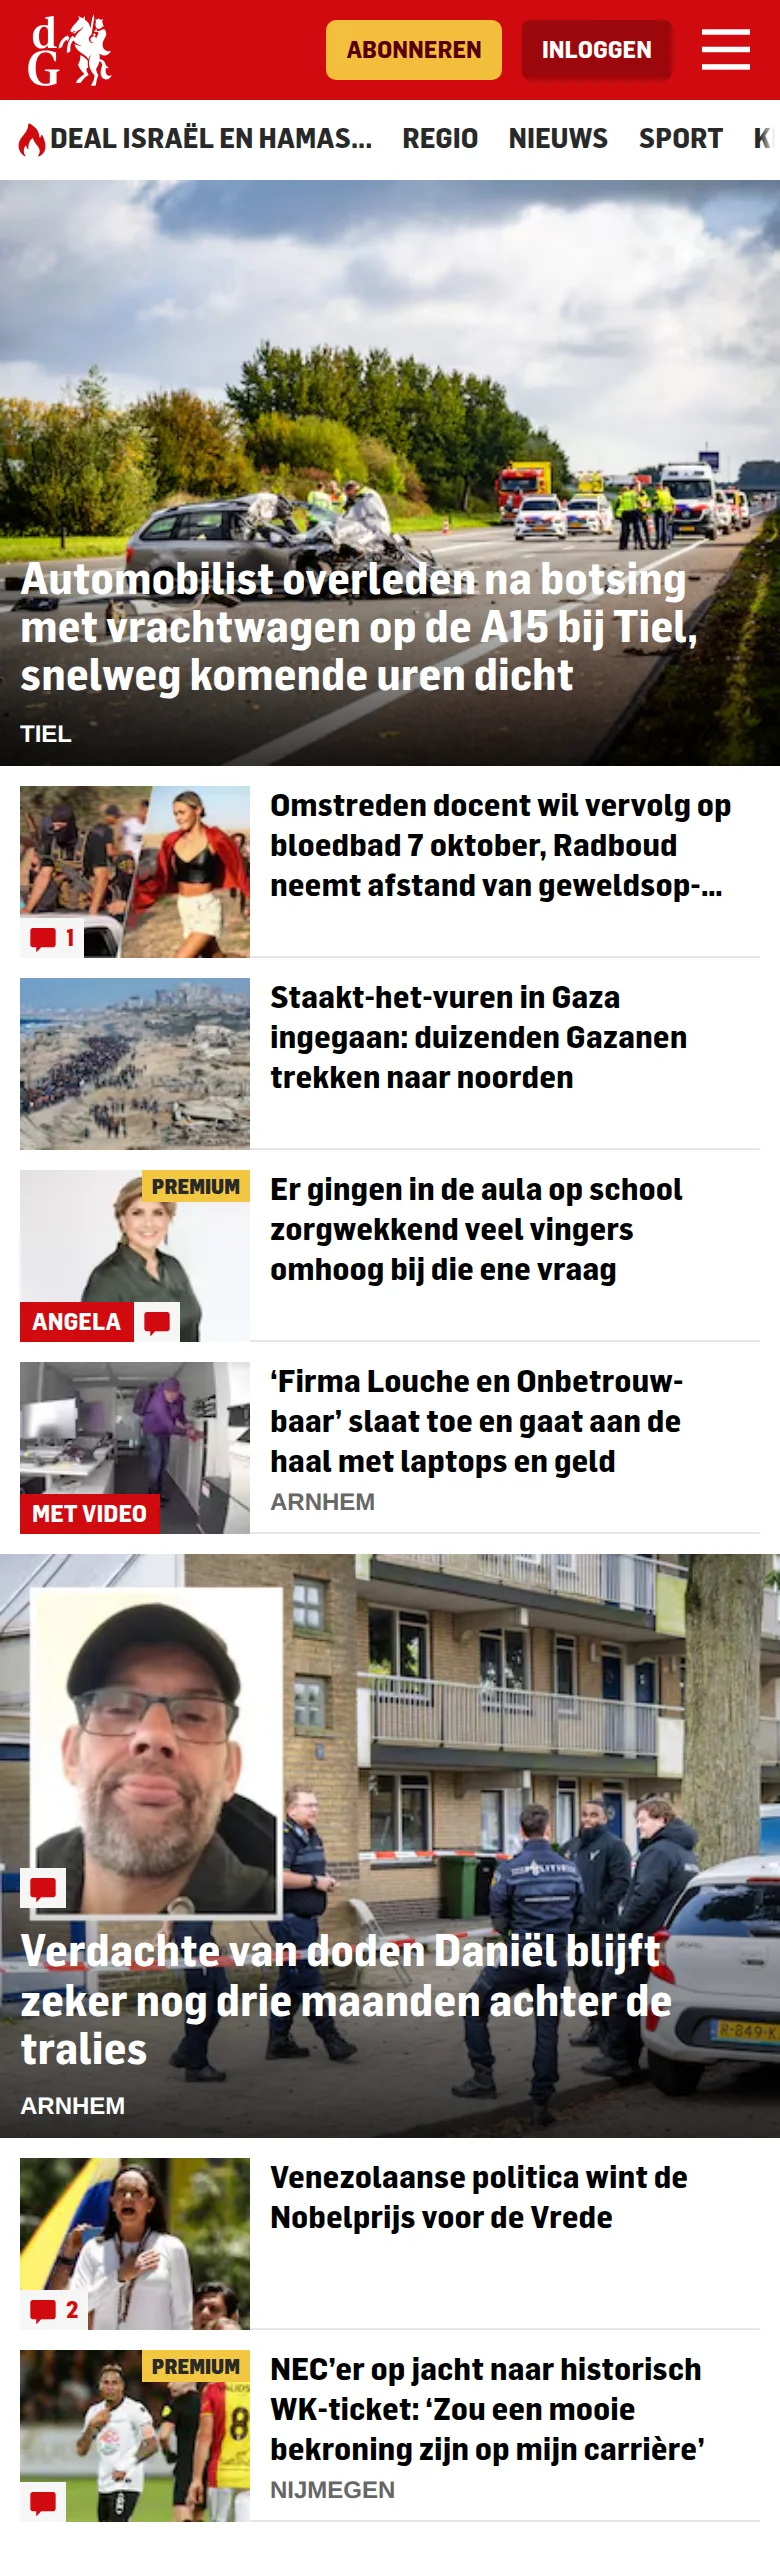 dG
ABONNEREN
INLOGGEN
DEAL ISRAËL EN HAMAS...
REGIO
NIEUWS
SPORT
Automobilist overleden na botsing
met vrachtwagen op de A15 bij Tiel,
snelweg komende uren dicht
TIEL
Omstreden docent wil vervolg op
bloedbad 7 oktober, Radboud
neemt afstand van geweldsop-...
1
Staakt-het-vuren in Gaza
ingegaan: duizenden Gazanen
trekken naar noorden
PREMIUM
Er gingen in de aula op school
zorgwekkend veel vingers
omhoog bij die ene vraag
ANGELA
‘Firma Louche en Onbetrouw-
baar’ slaat toe en gaat aan de
haal met laptops en geld
ARNHEM
MET VIDEO
POLITIE
Verdachte van doden Daniël blijft
zeker nog drie maanden achter de
tralies
ARNHEM
Venezolaanse politica wint de
Nobelprijs voor de Vrede
2
PREMIUM
NEC’er op jacht naar historisch
WK-ticket: ‘Zou een mooie
bekroning zijn op mijn carrière’
NIJMEGEN
8